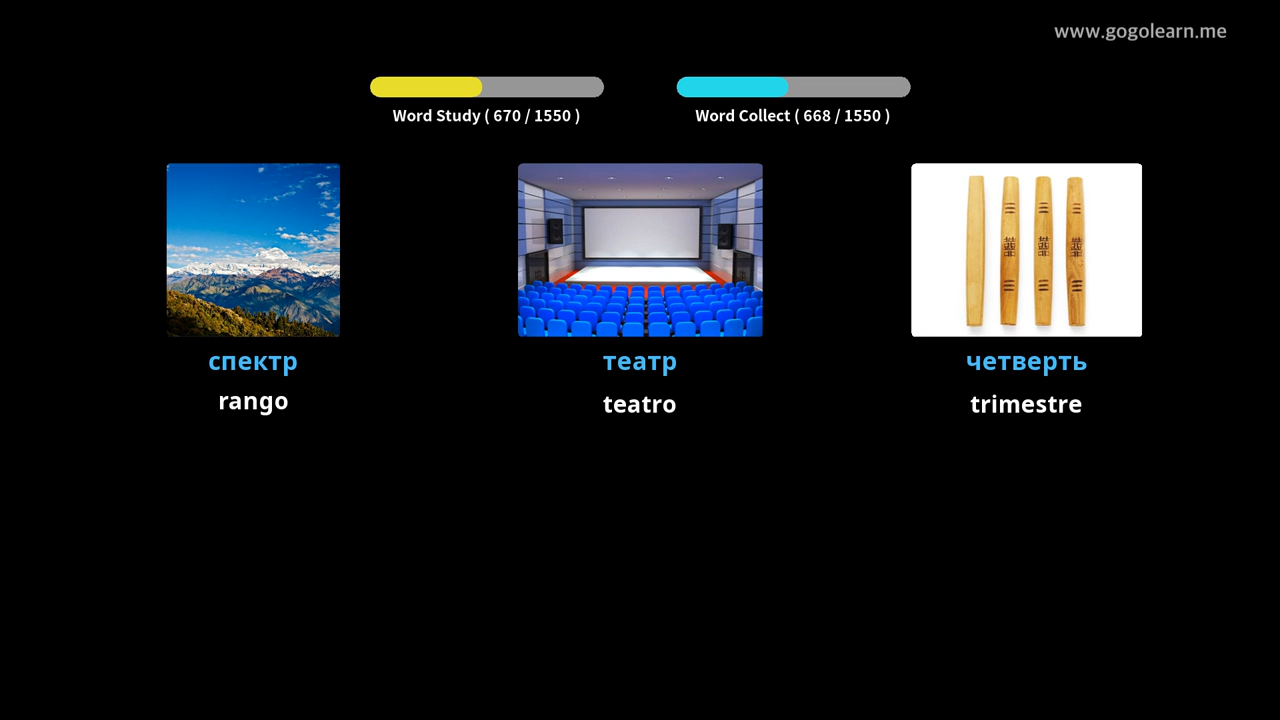 www.gogolearn.me
Word Study ( 670 / 1550 )
Word Collect ( 668 / 1550 )
спектр
театр
четверть
rango
teatro
trimestre